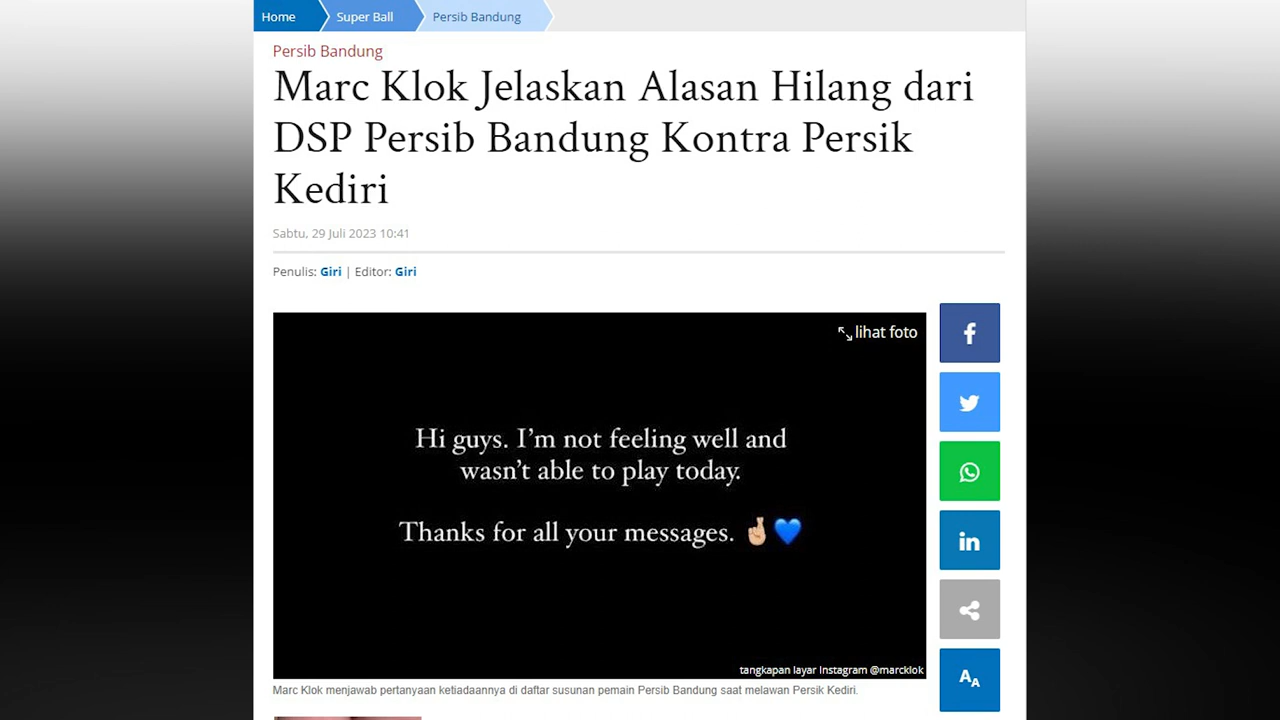 Home
Super Ball
Persib Bandung
Persib Bandung
Marc Klok Jelaskan Alasan Hilang dari
DSP Persib Bandung Kontra Persik
Kediri
Sabtu, 29 Juli 2023 10:41
Penulis: Giri | Editor: Giri
lihat foto
Hi guys. I'm not feeling well and
wasn't able to play today.
Thanks for all your messages. 🤞🏼💙
tangkapan layar Instagram @marcklok
Marc Klok menjawab pertanyaan ketiadaannya di daftar susunan pemain Persib Bandung saat melawan Persik Kediri.
f
in
AA